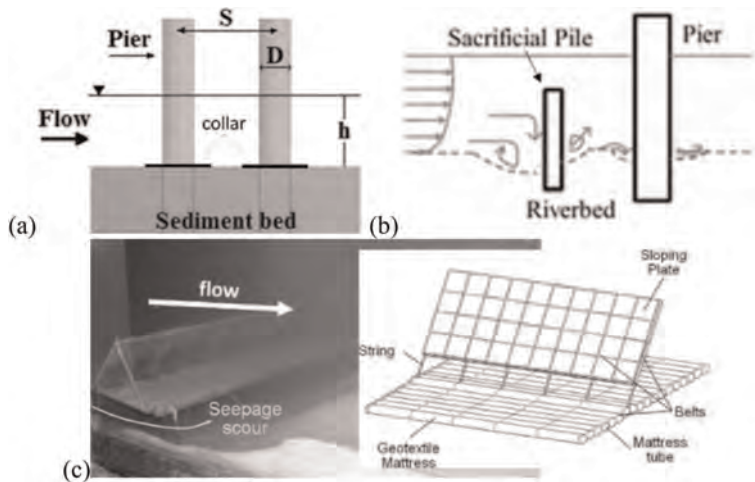 S
Pier
D
Flow
collar
h
Sediment bed
(a)
Sacrificial Pile
Pier
Riverbed
(b)
flow
Seepage
scour
(c)
Sloping
Plate
String
Belts
Geotextile
Mattress
Mattress
tube